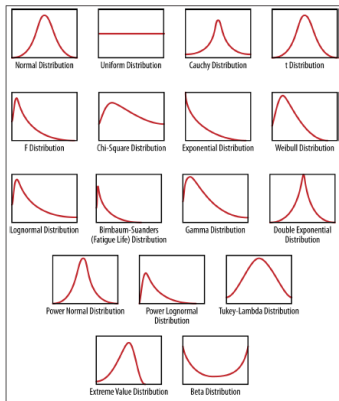 Normal Distribution
Uniform Distribution
Cauchy Distribution
t Distribution
F Distribution
Chi-Square Distribution
Exponential Distribution
Weibull Distribution
Lognormal Distribution
Birnbaum-Saunders
(Fatigue Life) Distribution
Gamma Distribution
Double Exponential
Distribution
Power Normal Distribution
Power Lognormal
Distribution
Tukey-Lambda Distribution
Extreme Value Distribution
Beta Distribution